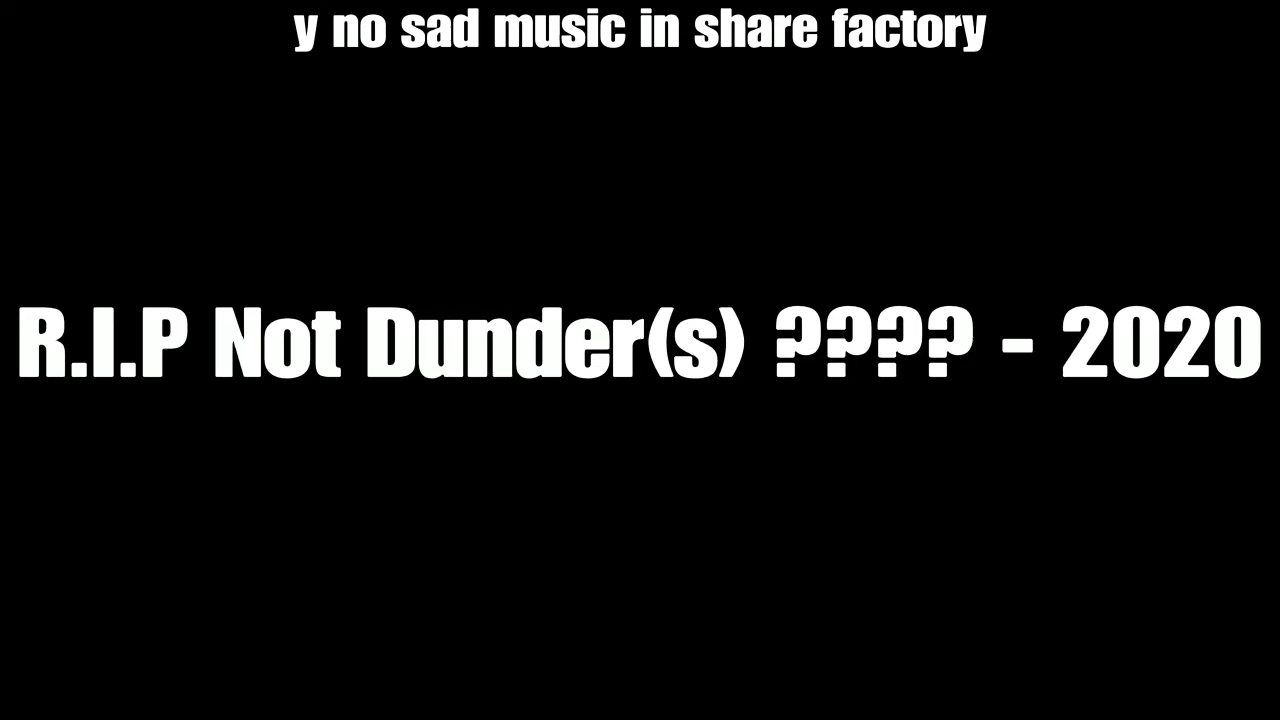 y no sad music in share factory
R.I.P Not Dunder(s) ???? - 2020